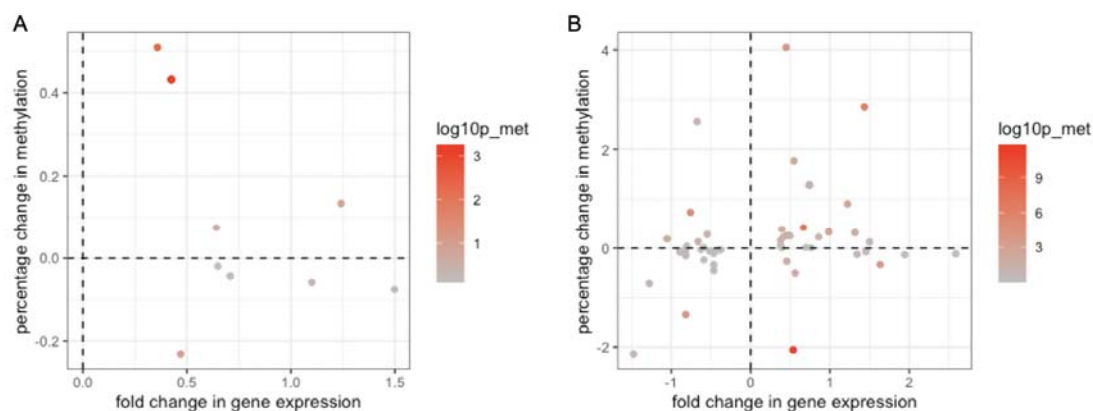 A
percentage change in methylation
0.4
0.2
0.0
-0.2
0.0
0.5
1.0
1.5
fold change in gene expression
log10p_met
3
2
1
B
percentage change in methylation
4
2
0
-2
-1
0
1
2
fold change in gene expression
log10p_met
9
6
3